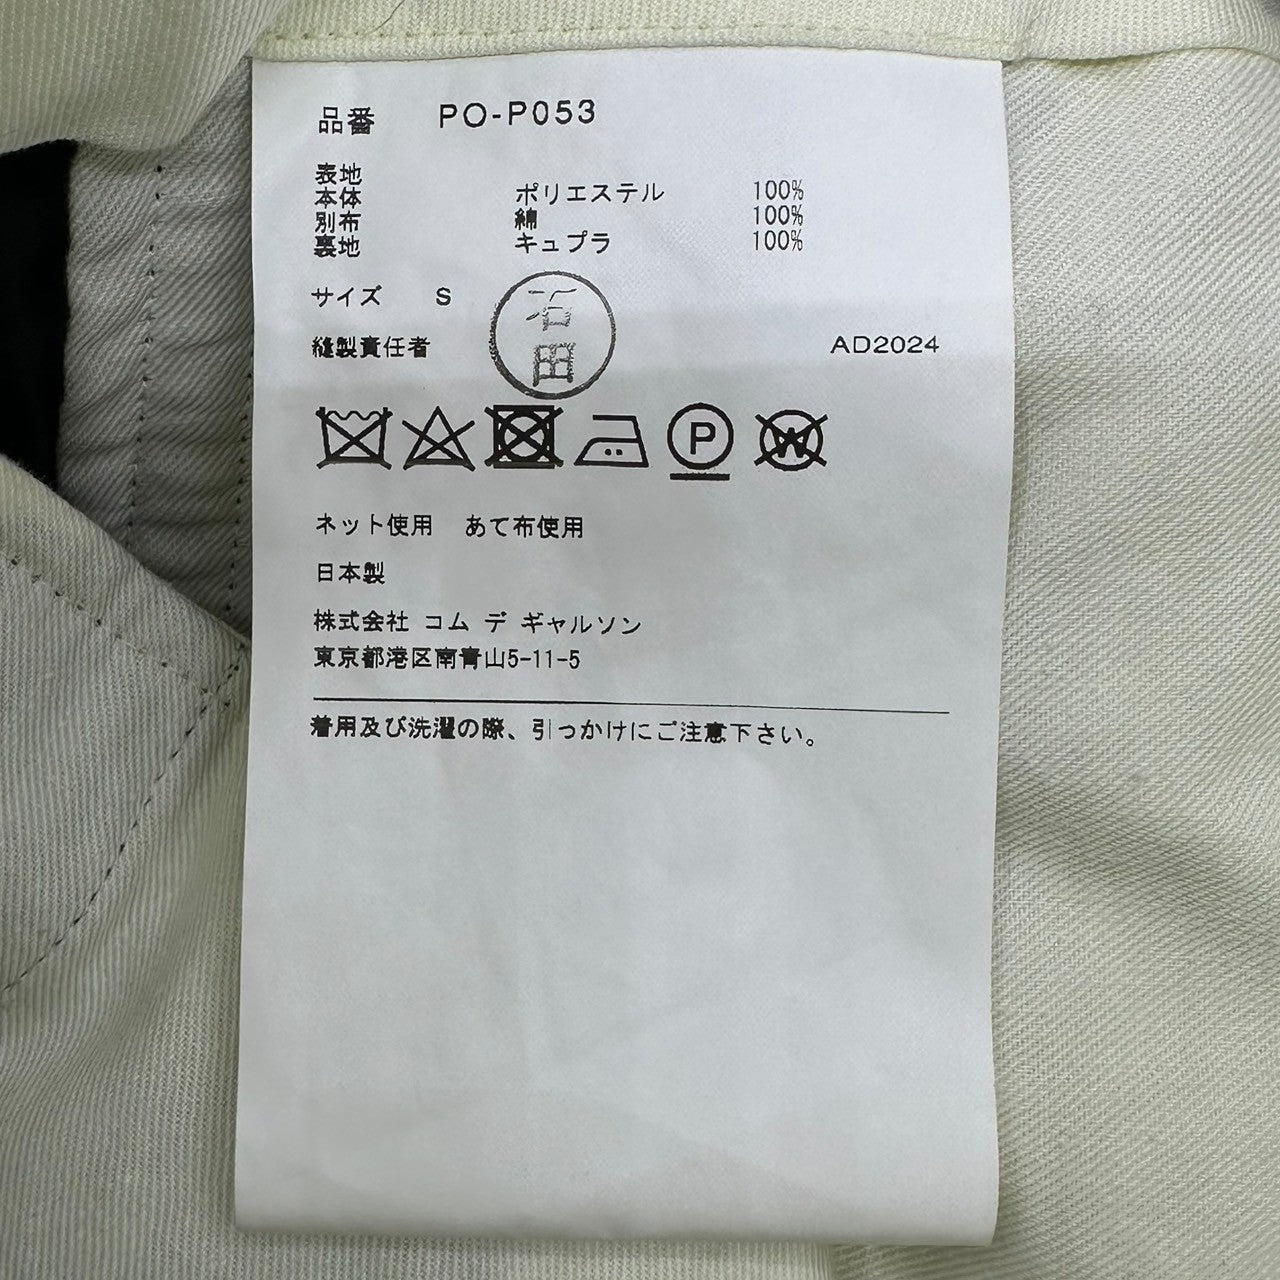 品番 PO-P053
表地
本体 ポリエステル 100%
別布 綿 100%
裏地 キュプラ 100%
サイズ S
縫製責任者 冶田 AD2024
P W
ネット使用 あて布使用
日本製
株式会社 コム デ ギャルソン
東京都港区南青山5-11-5
着用及び洗濯の際、引っかけにご注意下さい。